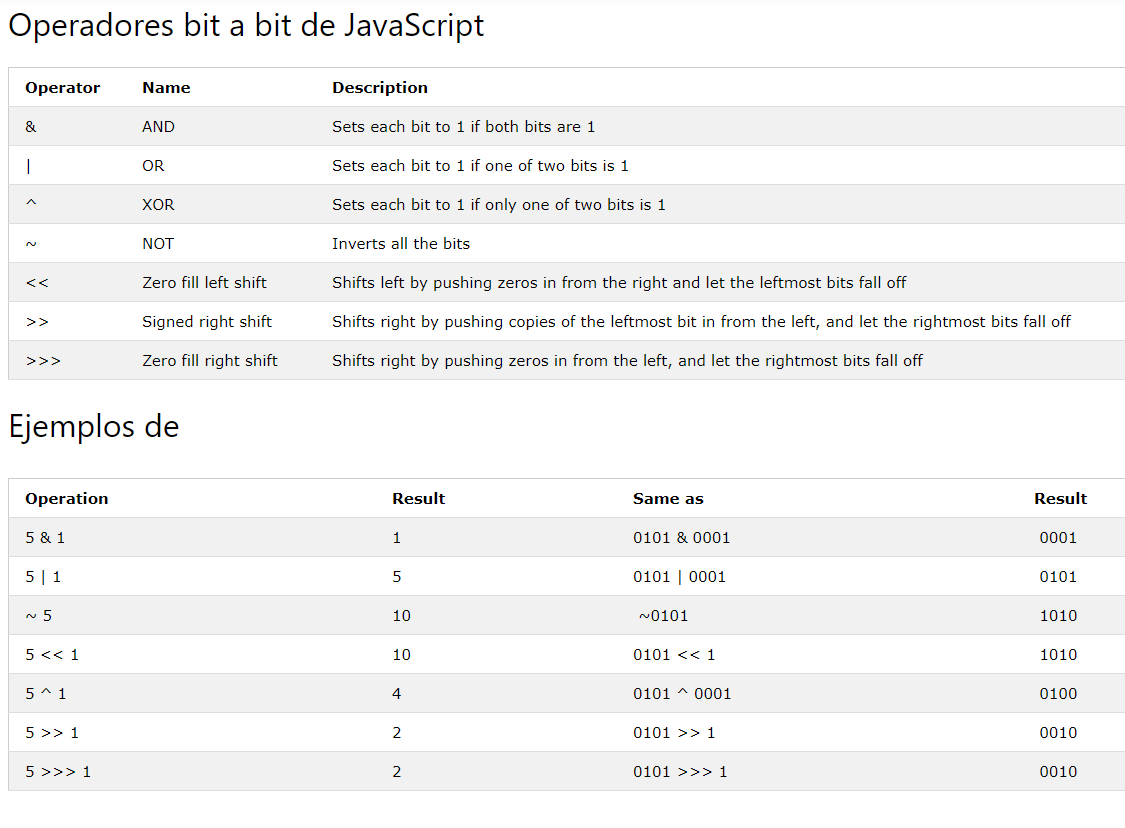 Operadores bit a bit de JavaScript
Operator Name Description
& AND Sets each bit to 1 if both bits are 1
| OR Sets each bit to 1 if one of two bits is 1
^ XOR Sets each bit to 1 if only one of two bits is 1
~ NOT Inverts all the bits
<< Zero fill left shift Shifts left by pushing zeros in from the right and let the leftmost bits fall off
>> Signed right shift Shifts right by pushing copies of the leftmost bit in from the left, and let the rightmost bits fall off
>>> Zero fill right shift Shifts right by pushing zeros in from the left, and let the rightmost bits fall off
Ejemplos de
Operation Result Same as Result
5 & 1 1 0101 & 0001 0001
5 | 1 5 0101 | 0001 0101
~ 5 10 ~0101 1010
5 << 1 10 0101 << 1 1010
5 ^ 1 4 0101 ^ 0001 0100
5 >> 1 2 0101 >> 1 0010
5 >>> 1 2 0101 >>> 1 0010